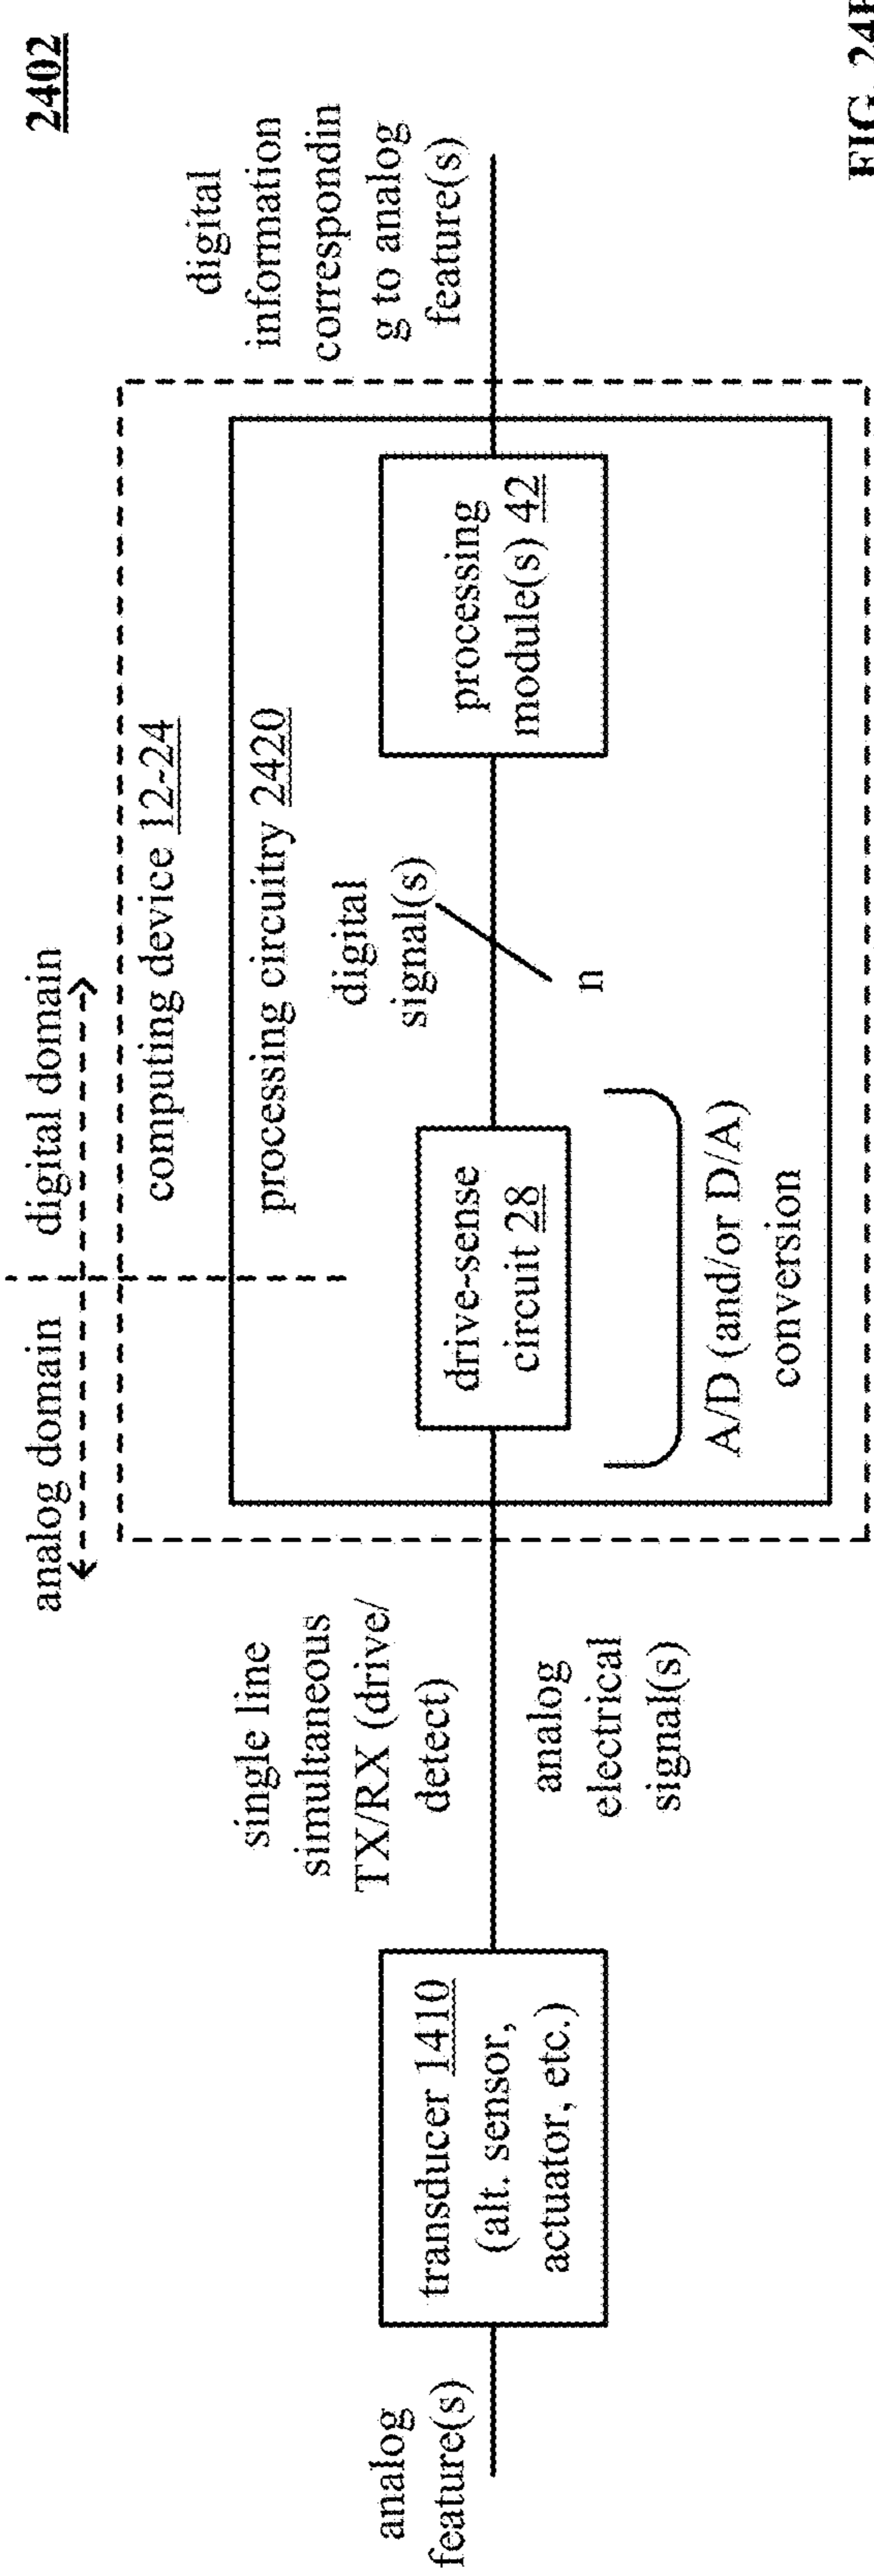 2402
analog domain
digital domain
computing device 12-24
processing circuitry 2420
analog
feature(s)
transducer 1410
(alt. sensor,
actuator, etc.)
single line
simultaneous
TX/RX (drive/
detect)
analog
electrical
signal(s)
drive-sense
circuit 28
A/D (and/or D/A)
conversion
digital
signal(s)
n
processing
module(s) 42
digital
information
correspondin
g to analog
feature(s)
FIG.